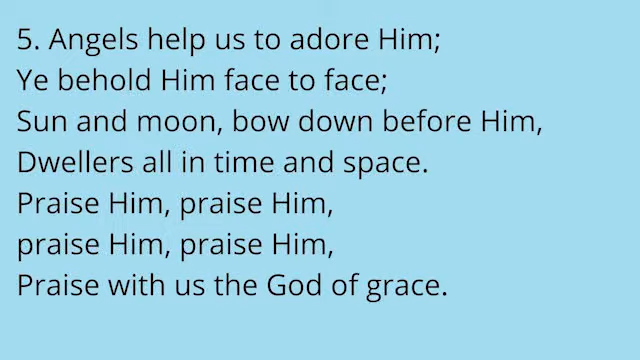 5. Angels help us to adore Him;
Ye behold Him face to face;
Sun and moon, bow down before Him,
Dwellers all in time and space.
Praise Him, praise Him,
praise Him, praise Him,
Praise with us the God of grace.